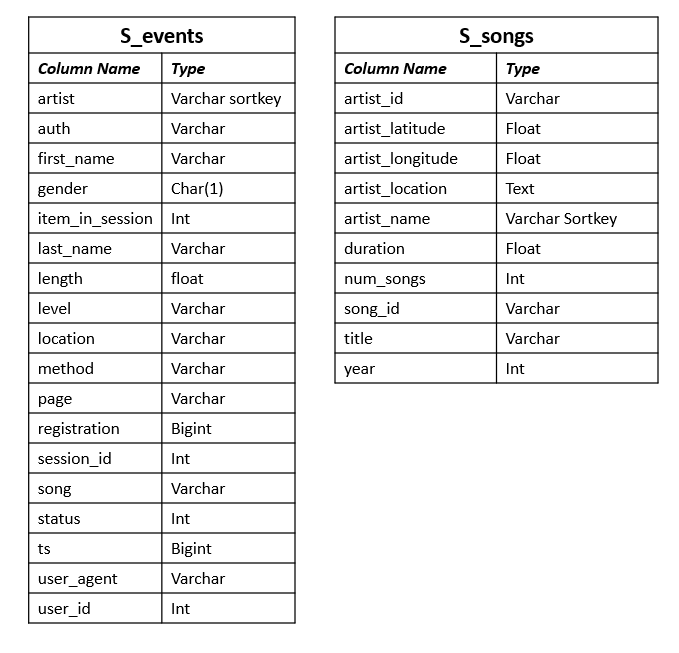 S_events
Column Name Type
artist Varchar sortkey
auth Varchar
first_name Varchar
gender Char(1)
item_in_session Int
last_name Varchar
length float
level Varchar
location Varchar
method Varchar
page Varchar
registration Bigint
session_id Int
song Varchar
status Int
ts Bigint
user_agent Varchar
user_id Int
S_songs
Column Name Type
artist_id Varchar
artist_latitude Float
artist_longitude Float
artist_location Text
artist_name Varchar Sortkey
duration Float
num_songs Int
song_id Varchar
title Varchar
year Int